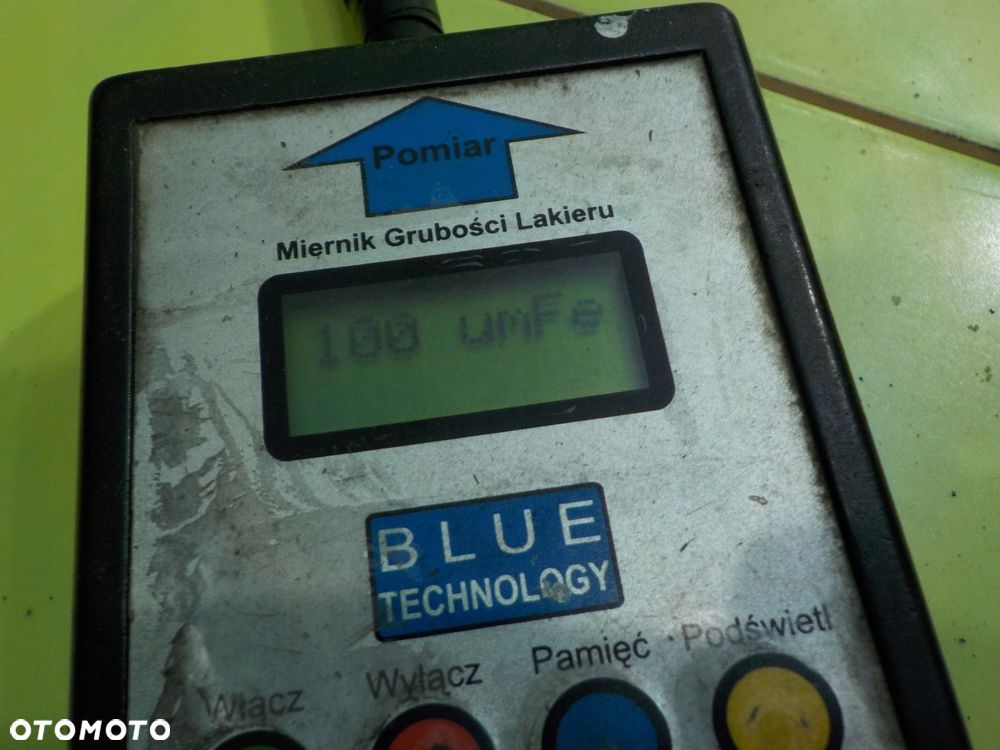 Pomiar
Miernik Grubości Lakieru
100 umFe
BLUE
TECHNOLOGY
Włącz Wyłącz Pamięć Podświetl
OTOMOTO